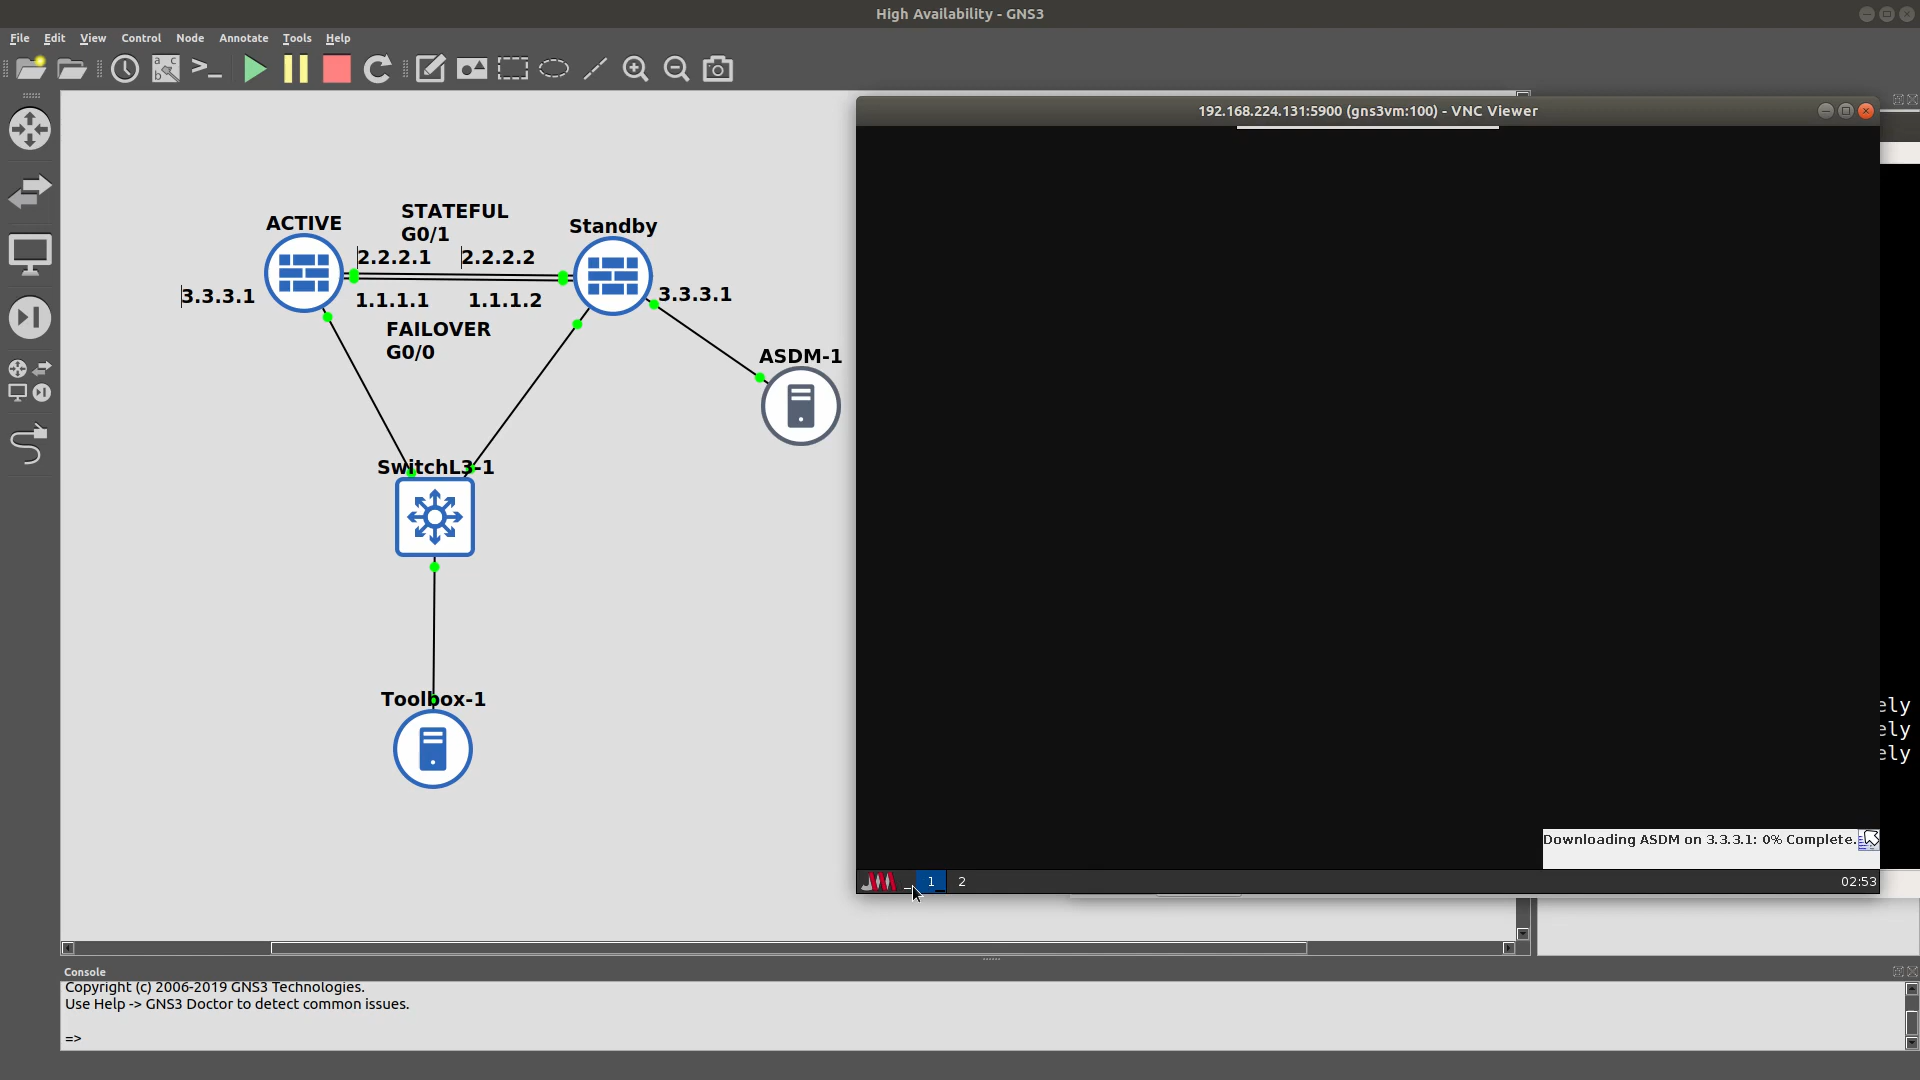 High Availability - GNS3
File Edit View Control Node Annotate Tools Help
192.168.224.131:5900 (gns3vm:100) - VNC Viewer
STATEFUL
G0/1
ACTIVE
Standby
2.2.2.1 2.2.2.2
3.3.3.1
3.3.3.1
1.1.1.1 1.1.1.2
FAILOVER
G0/0
ASDM-1
SwitchL3-1
Toolbox-1
ely
ely
ely
Downloading ASDM on 3.3.3.1: 0% Complete.
1 2 02:53
Console
Copyright (c) 2006-2019 GNS3 Technologies.
Use Help -> GNS3 Doctor to detect common issues.
=>